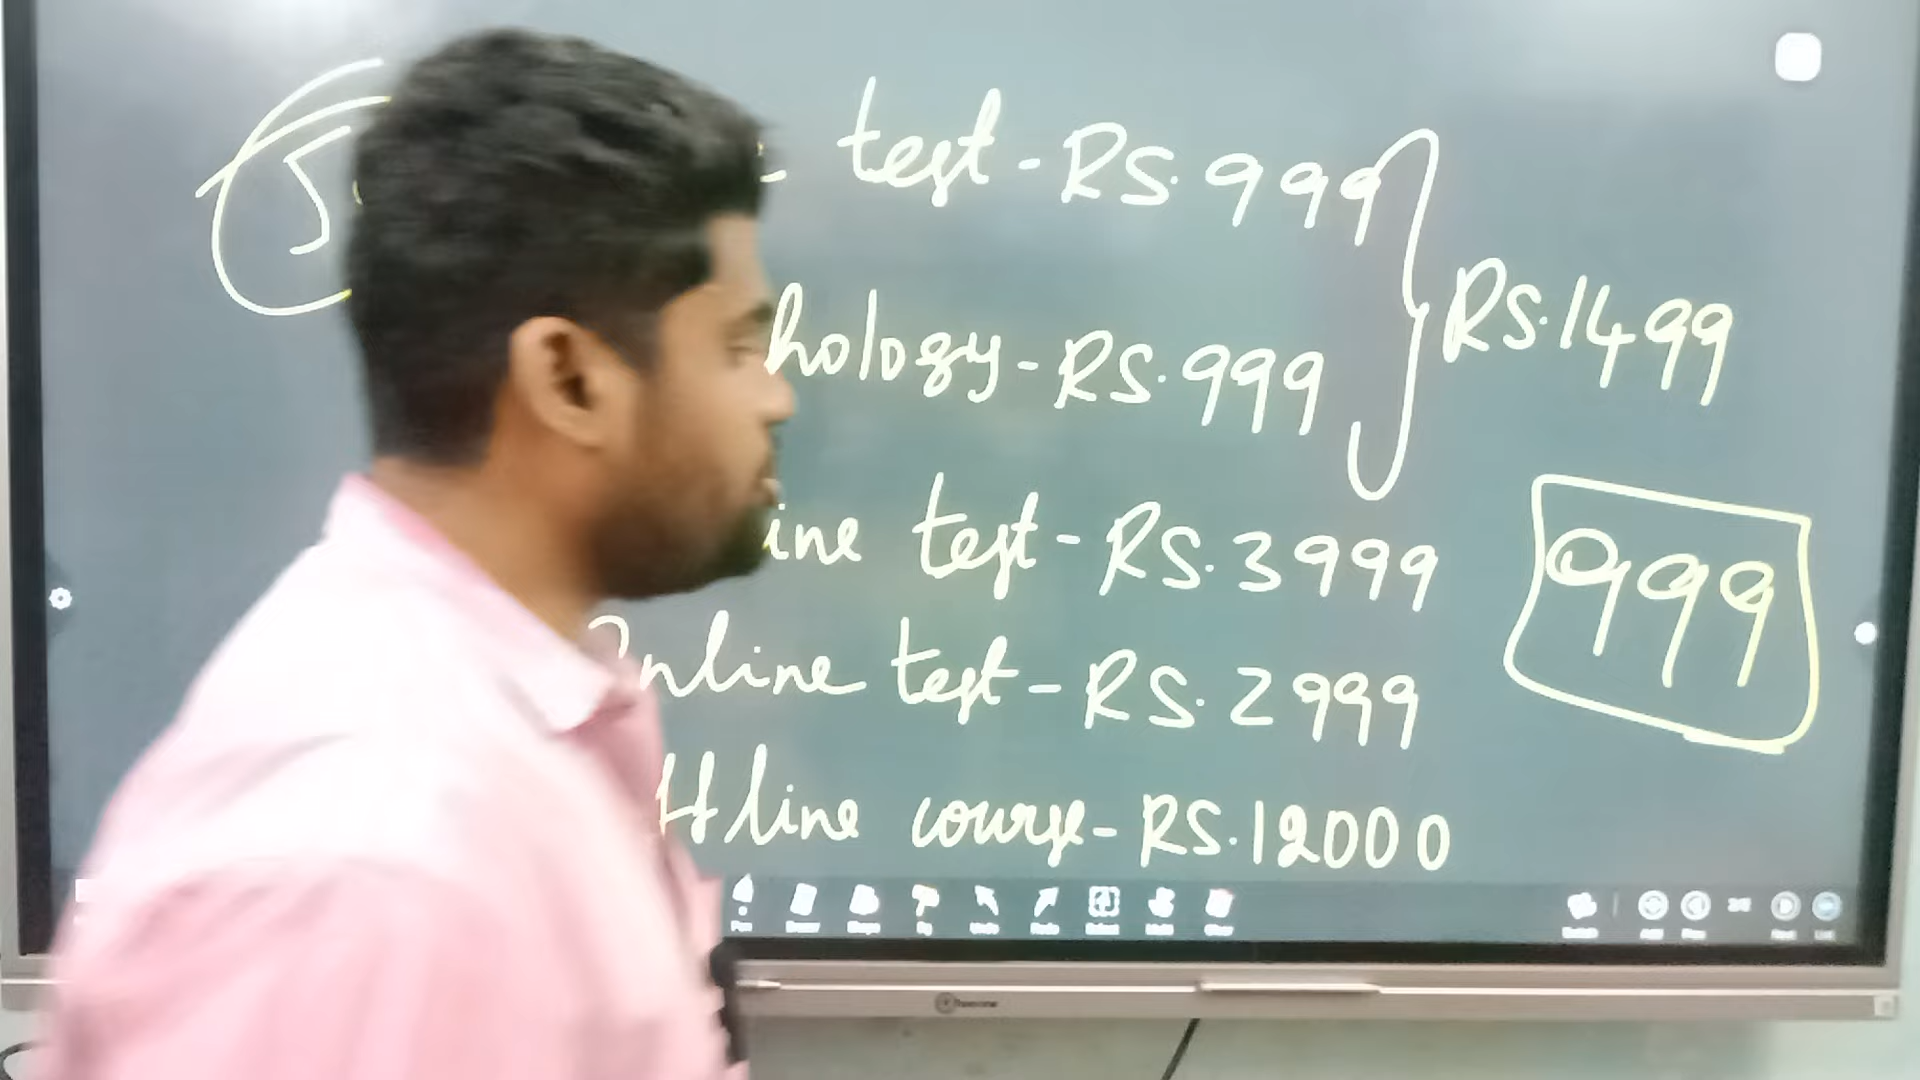 test - RS. 999
RS. 1499
hology - RS. 999
ine test - RS. 3999
999
Online test - RS. 2999
line course - RS. 12000